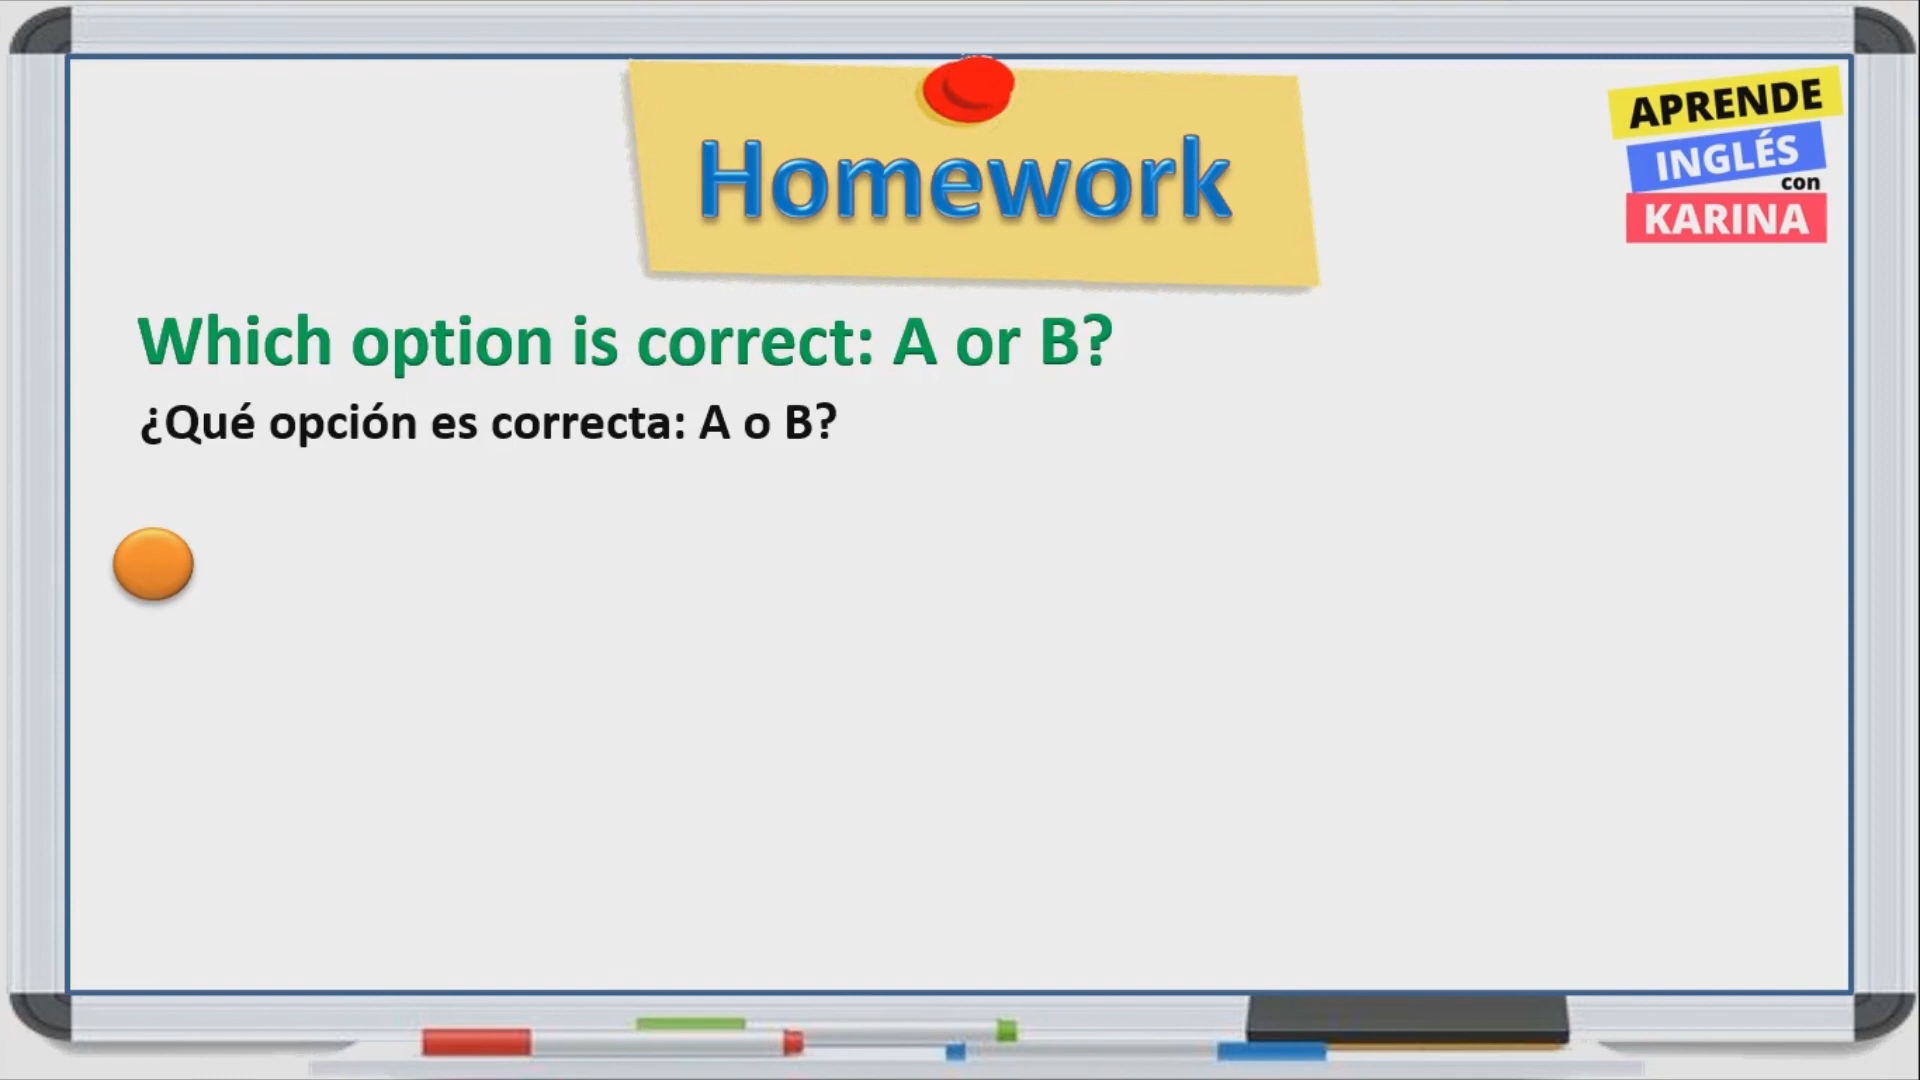 Homework
APRENDE
INGLÉS
con
KARINA
Which option is correct: A or B?
¿Qué opción es correcta: A o B?